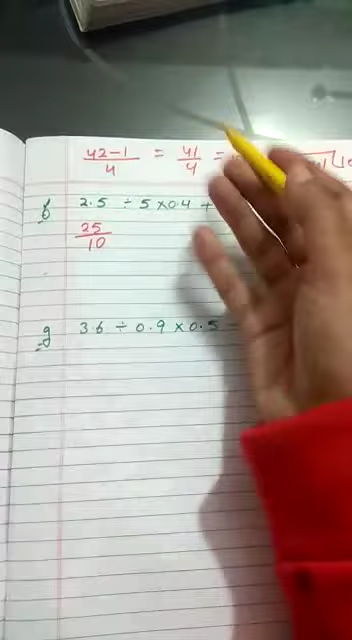 42-1/4 = 41/4 =
f 2.5 ÷ 5 × 0.4 +
25/10
g 3.6 ÷ 0.9 × 0.5